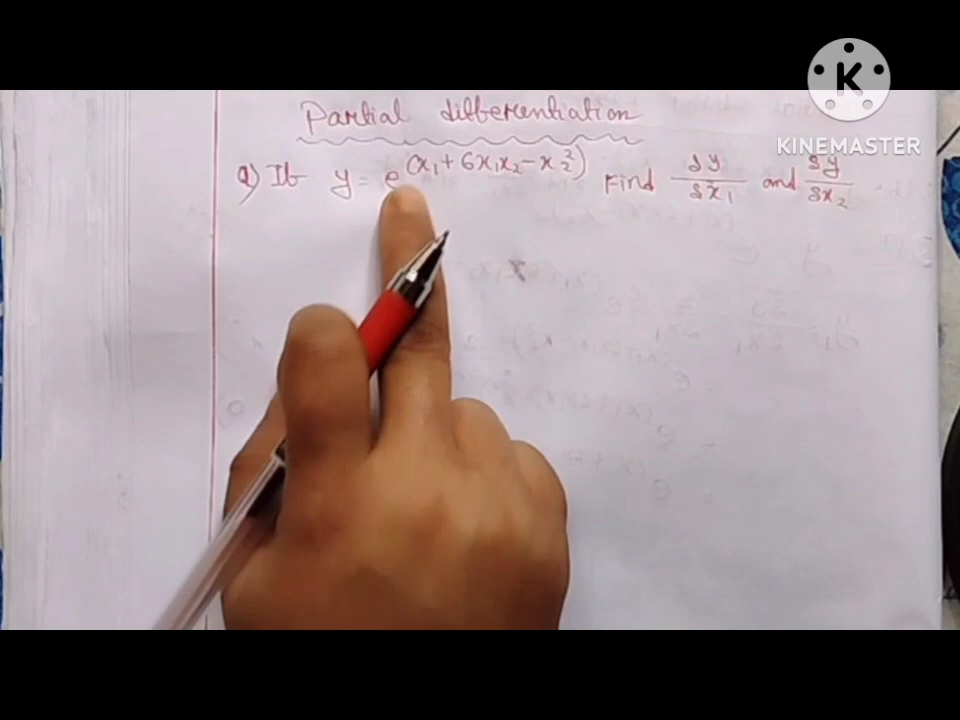 Partial differentiation
Q) If y = e^(x₁ + 6x₁x₂ - x₂²) Find δy/δx₁ and δy/δx₂
K
KINEMASTER